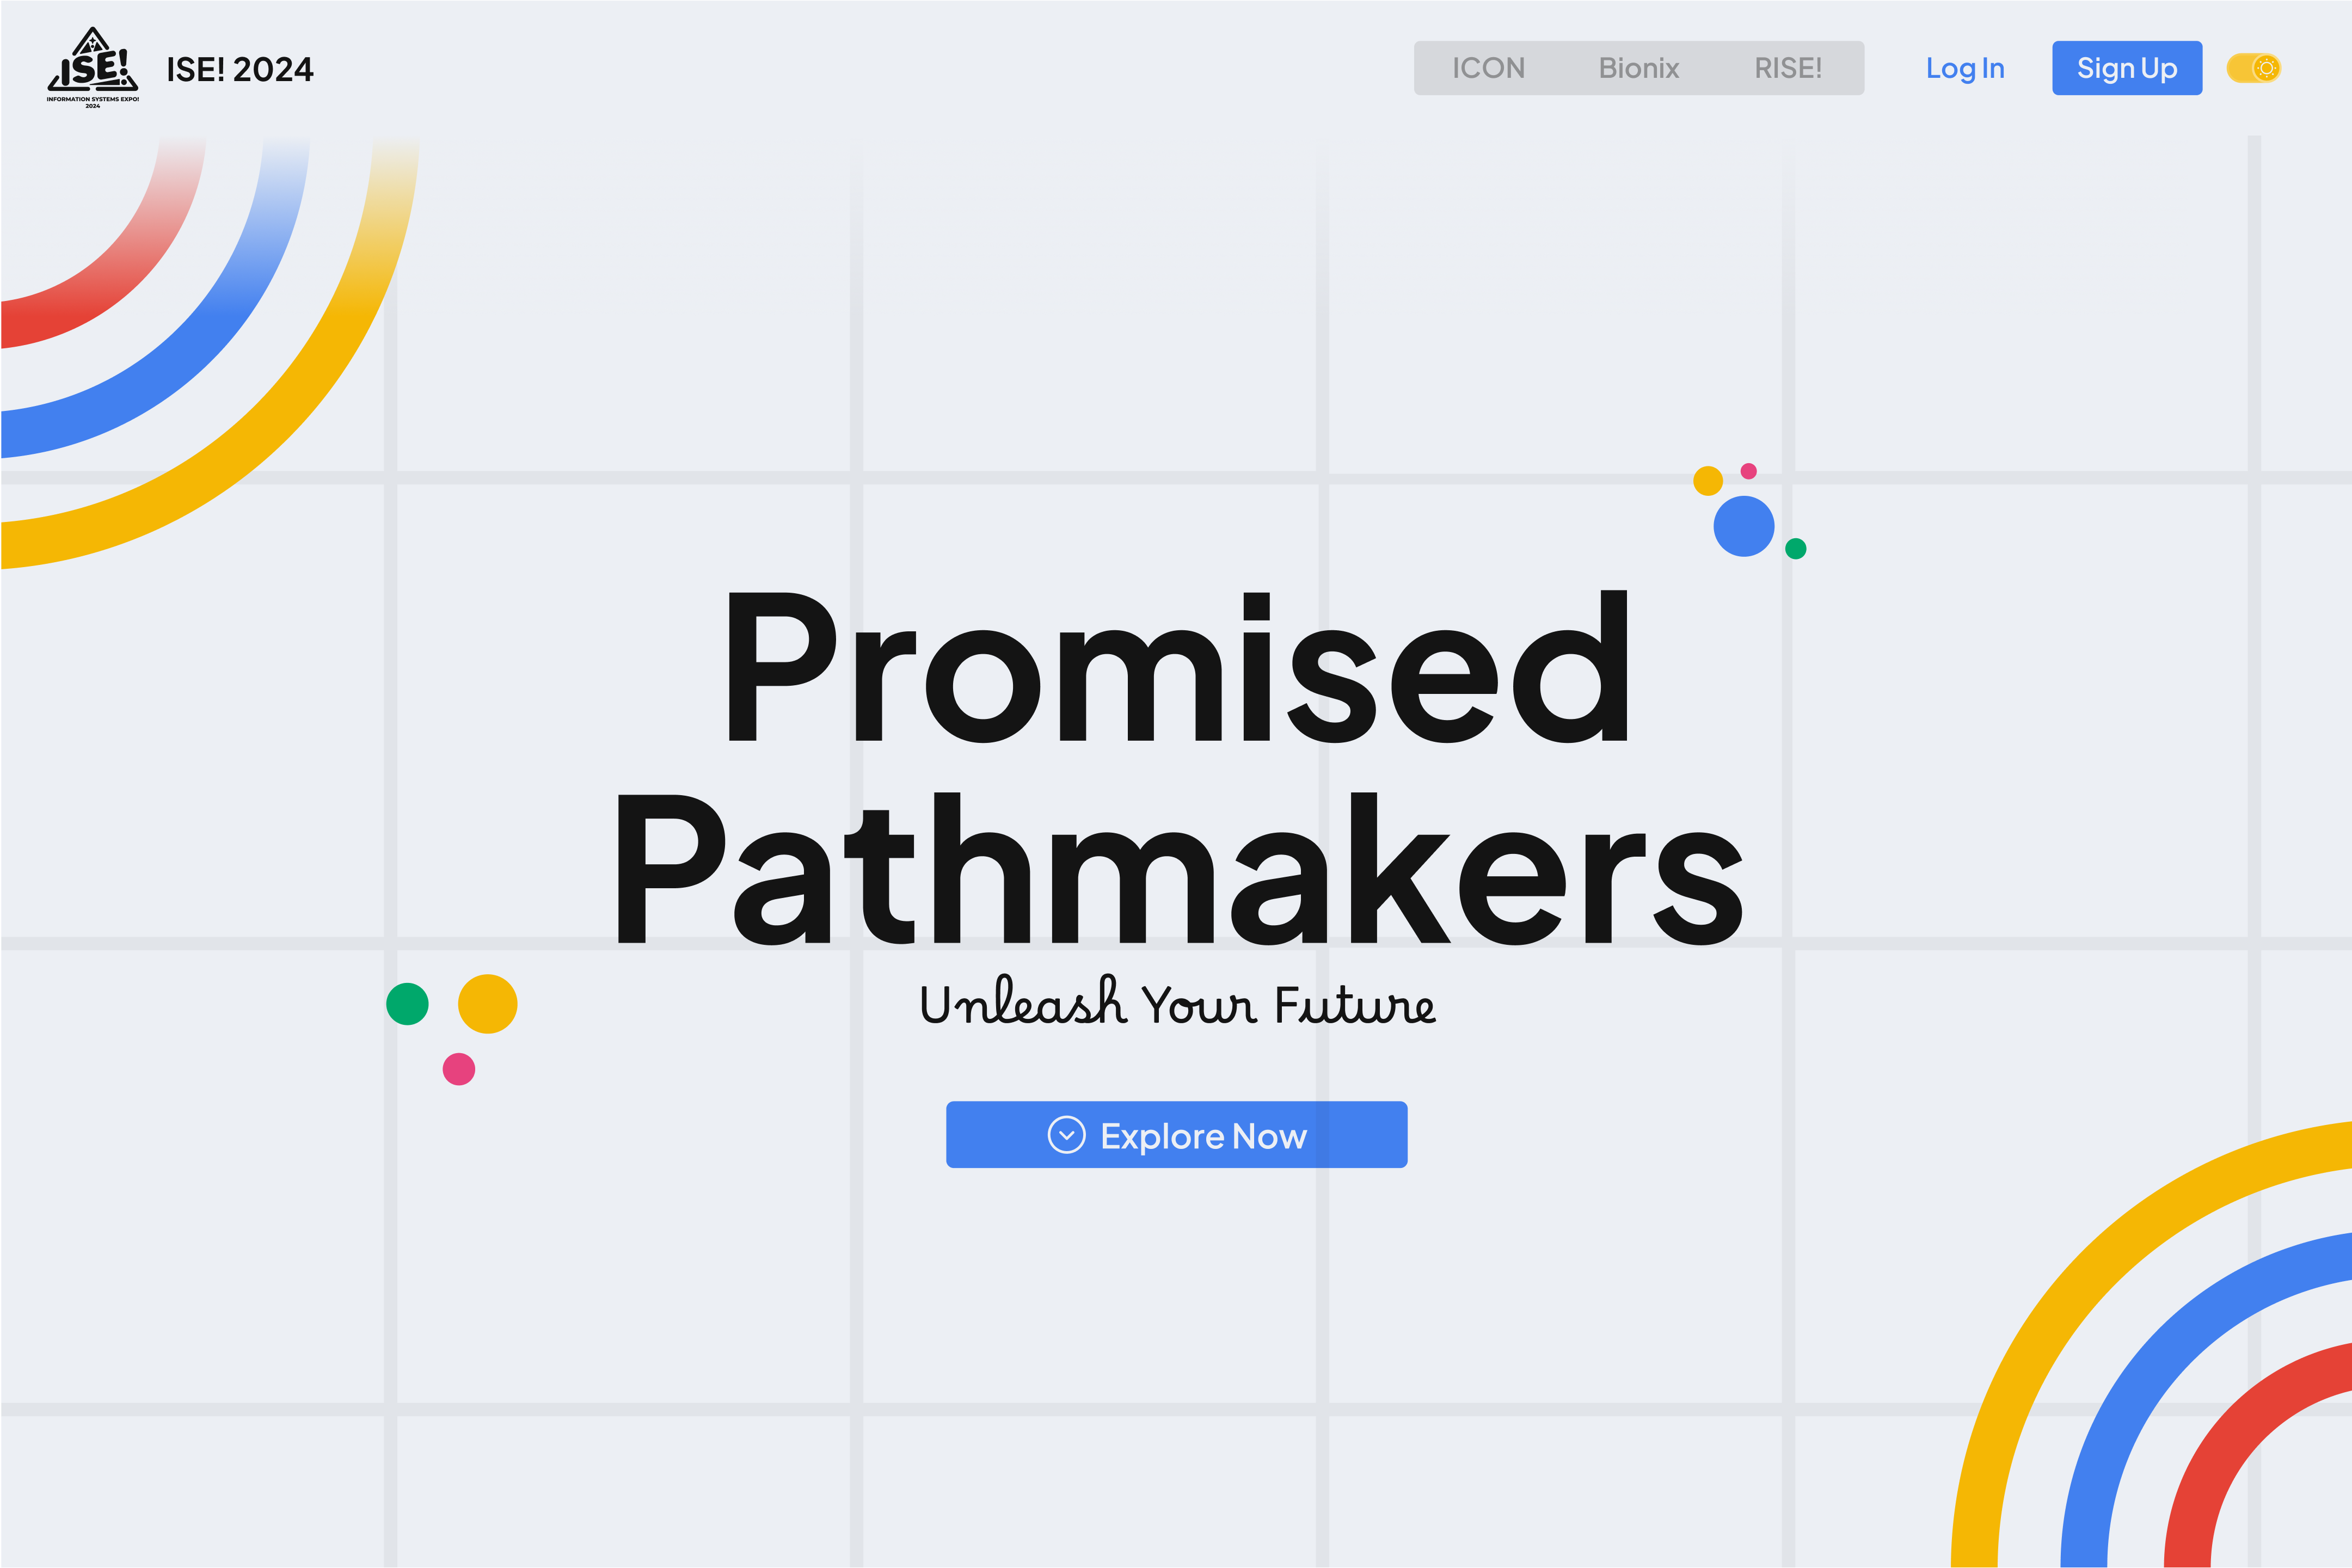 ISE!
INFORMATION SYSTEMS EXPO!
2024
ISE! 2024
ICON Bionix RISE!
Log In
Sign Up
Promised
Pathmakers
Unleash Your Future
Explore Now